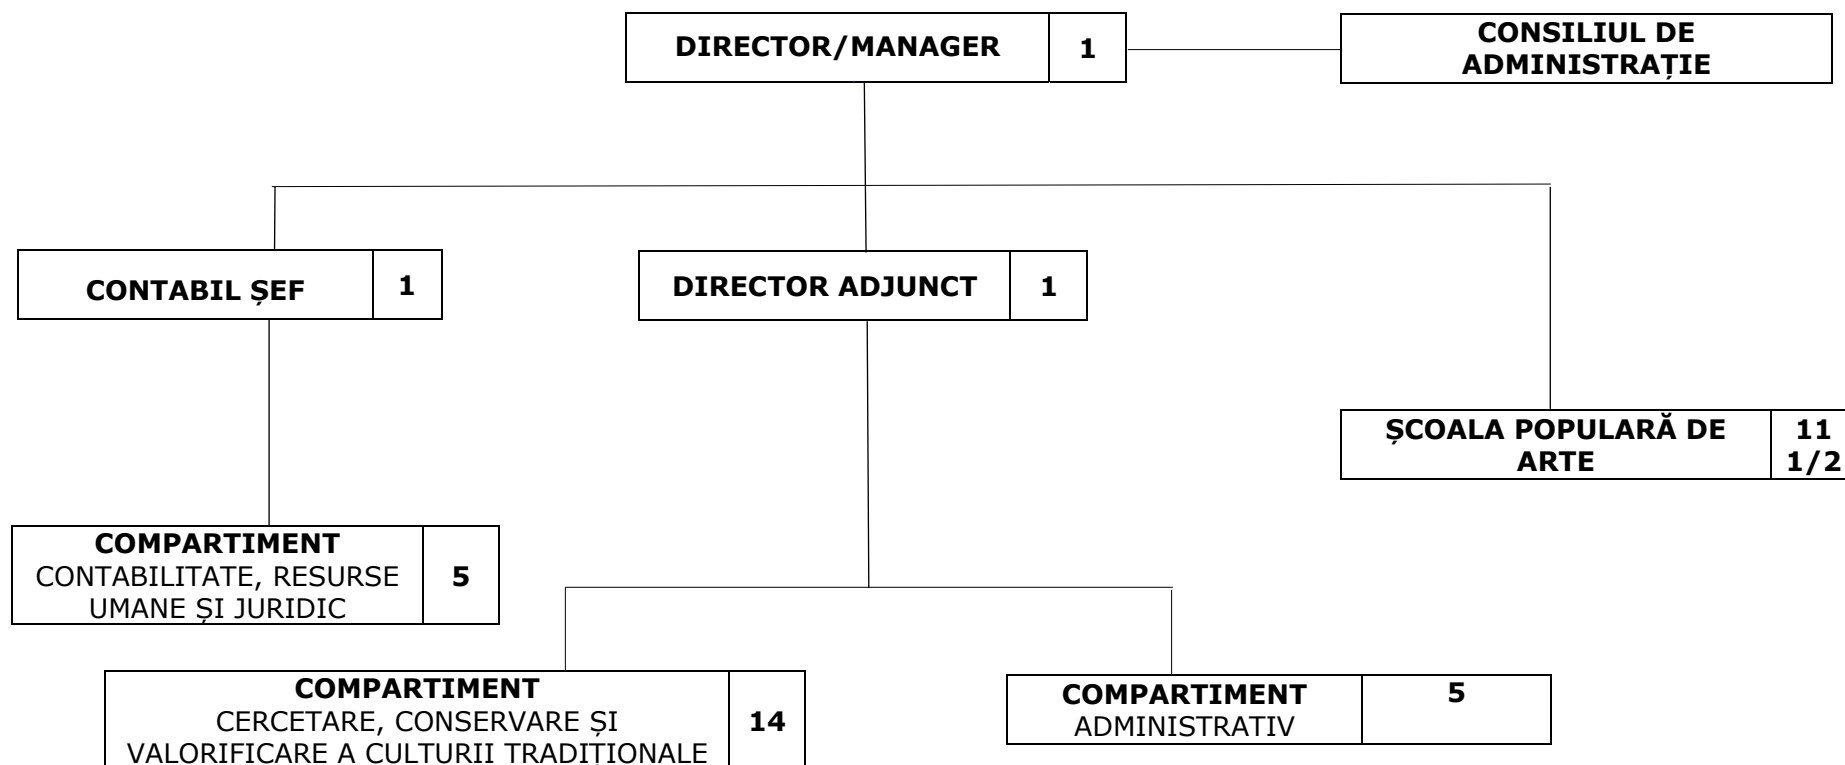 DIRECTOR/MANAGER 1
CONSILIUL DE
ADMINISTRAȚIE
CONTABIL ȘEF 1
DIRECTOR ADJUNCT 1
ȘCOALA POPULARĂ DE
ARTE
11
1/2
COMPARTIMENT
CONTABILITATE, RESURSE
UMANE ȘI JURIDIC
5
COMPARTIMENT
CERCETARE, CONSERVARE ȘI
VALORIFICARE A CULTURII TRADIȚIONALE
14
COMPARTIMENT
ADMINISTRATIV
5